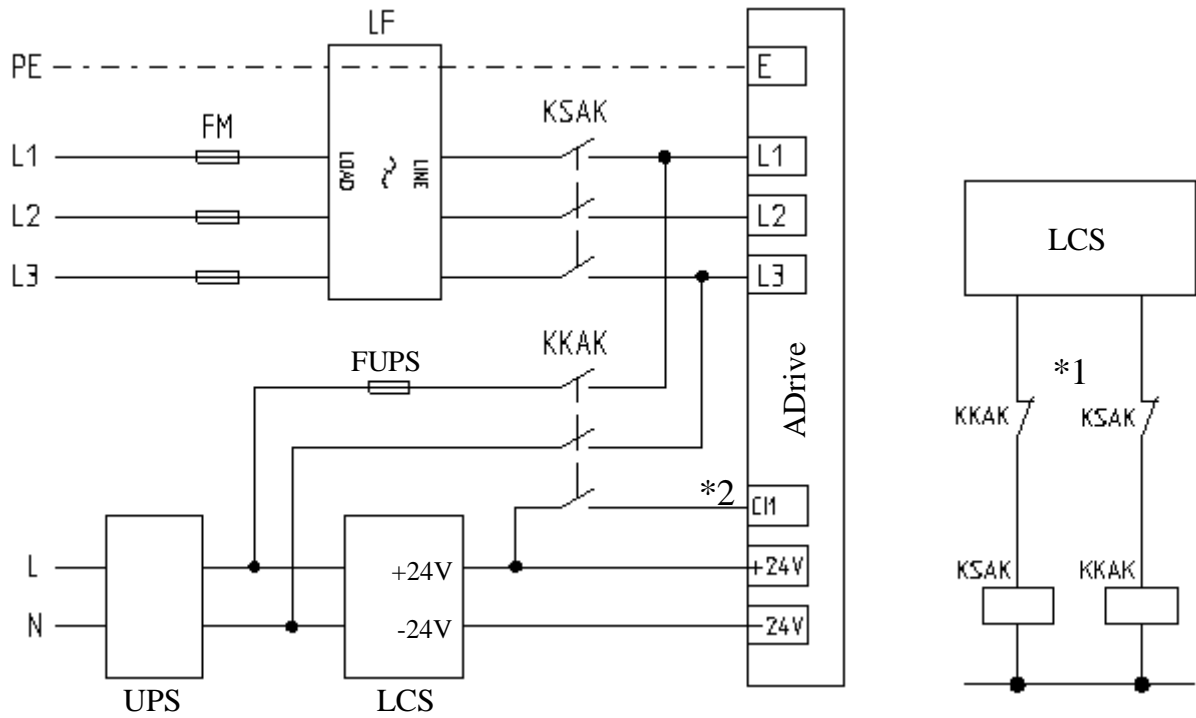 LF
PE
E
FM
KSAK
L1
LOAD
~
LINE
L1
L2
L2
L3
L3
LCS
FUPS
KKAK
ADrive
*1
KKAK
KSAK
*2
CM
L
+24V
+24V
KSAK
KKAK
N
-24V
-24V
UPS
LCS